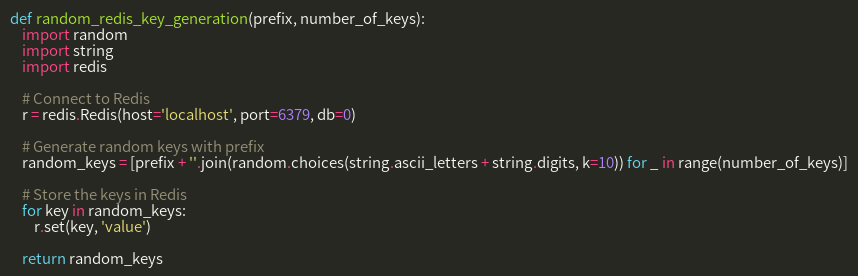 def random_redis_key_generation(prefix, number_of_keys):
    import random
    import string
    import redis

    # Connect to Redis
    r = redis.Redis(host='localhost', port=6379, db=0)

    # Generate random keys with prefix
    random_keys = [prefix + ''.join(random.choices(string.ascii_letters + string.digits, k=10)) for _ in range(number_of_keys)]

    # Store the keys in Redis
    for key in random_keys:
        r.set(key, 'value')

    return random_keys